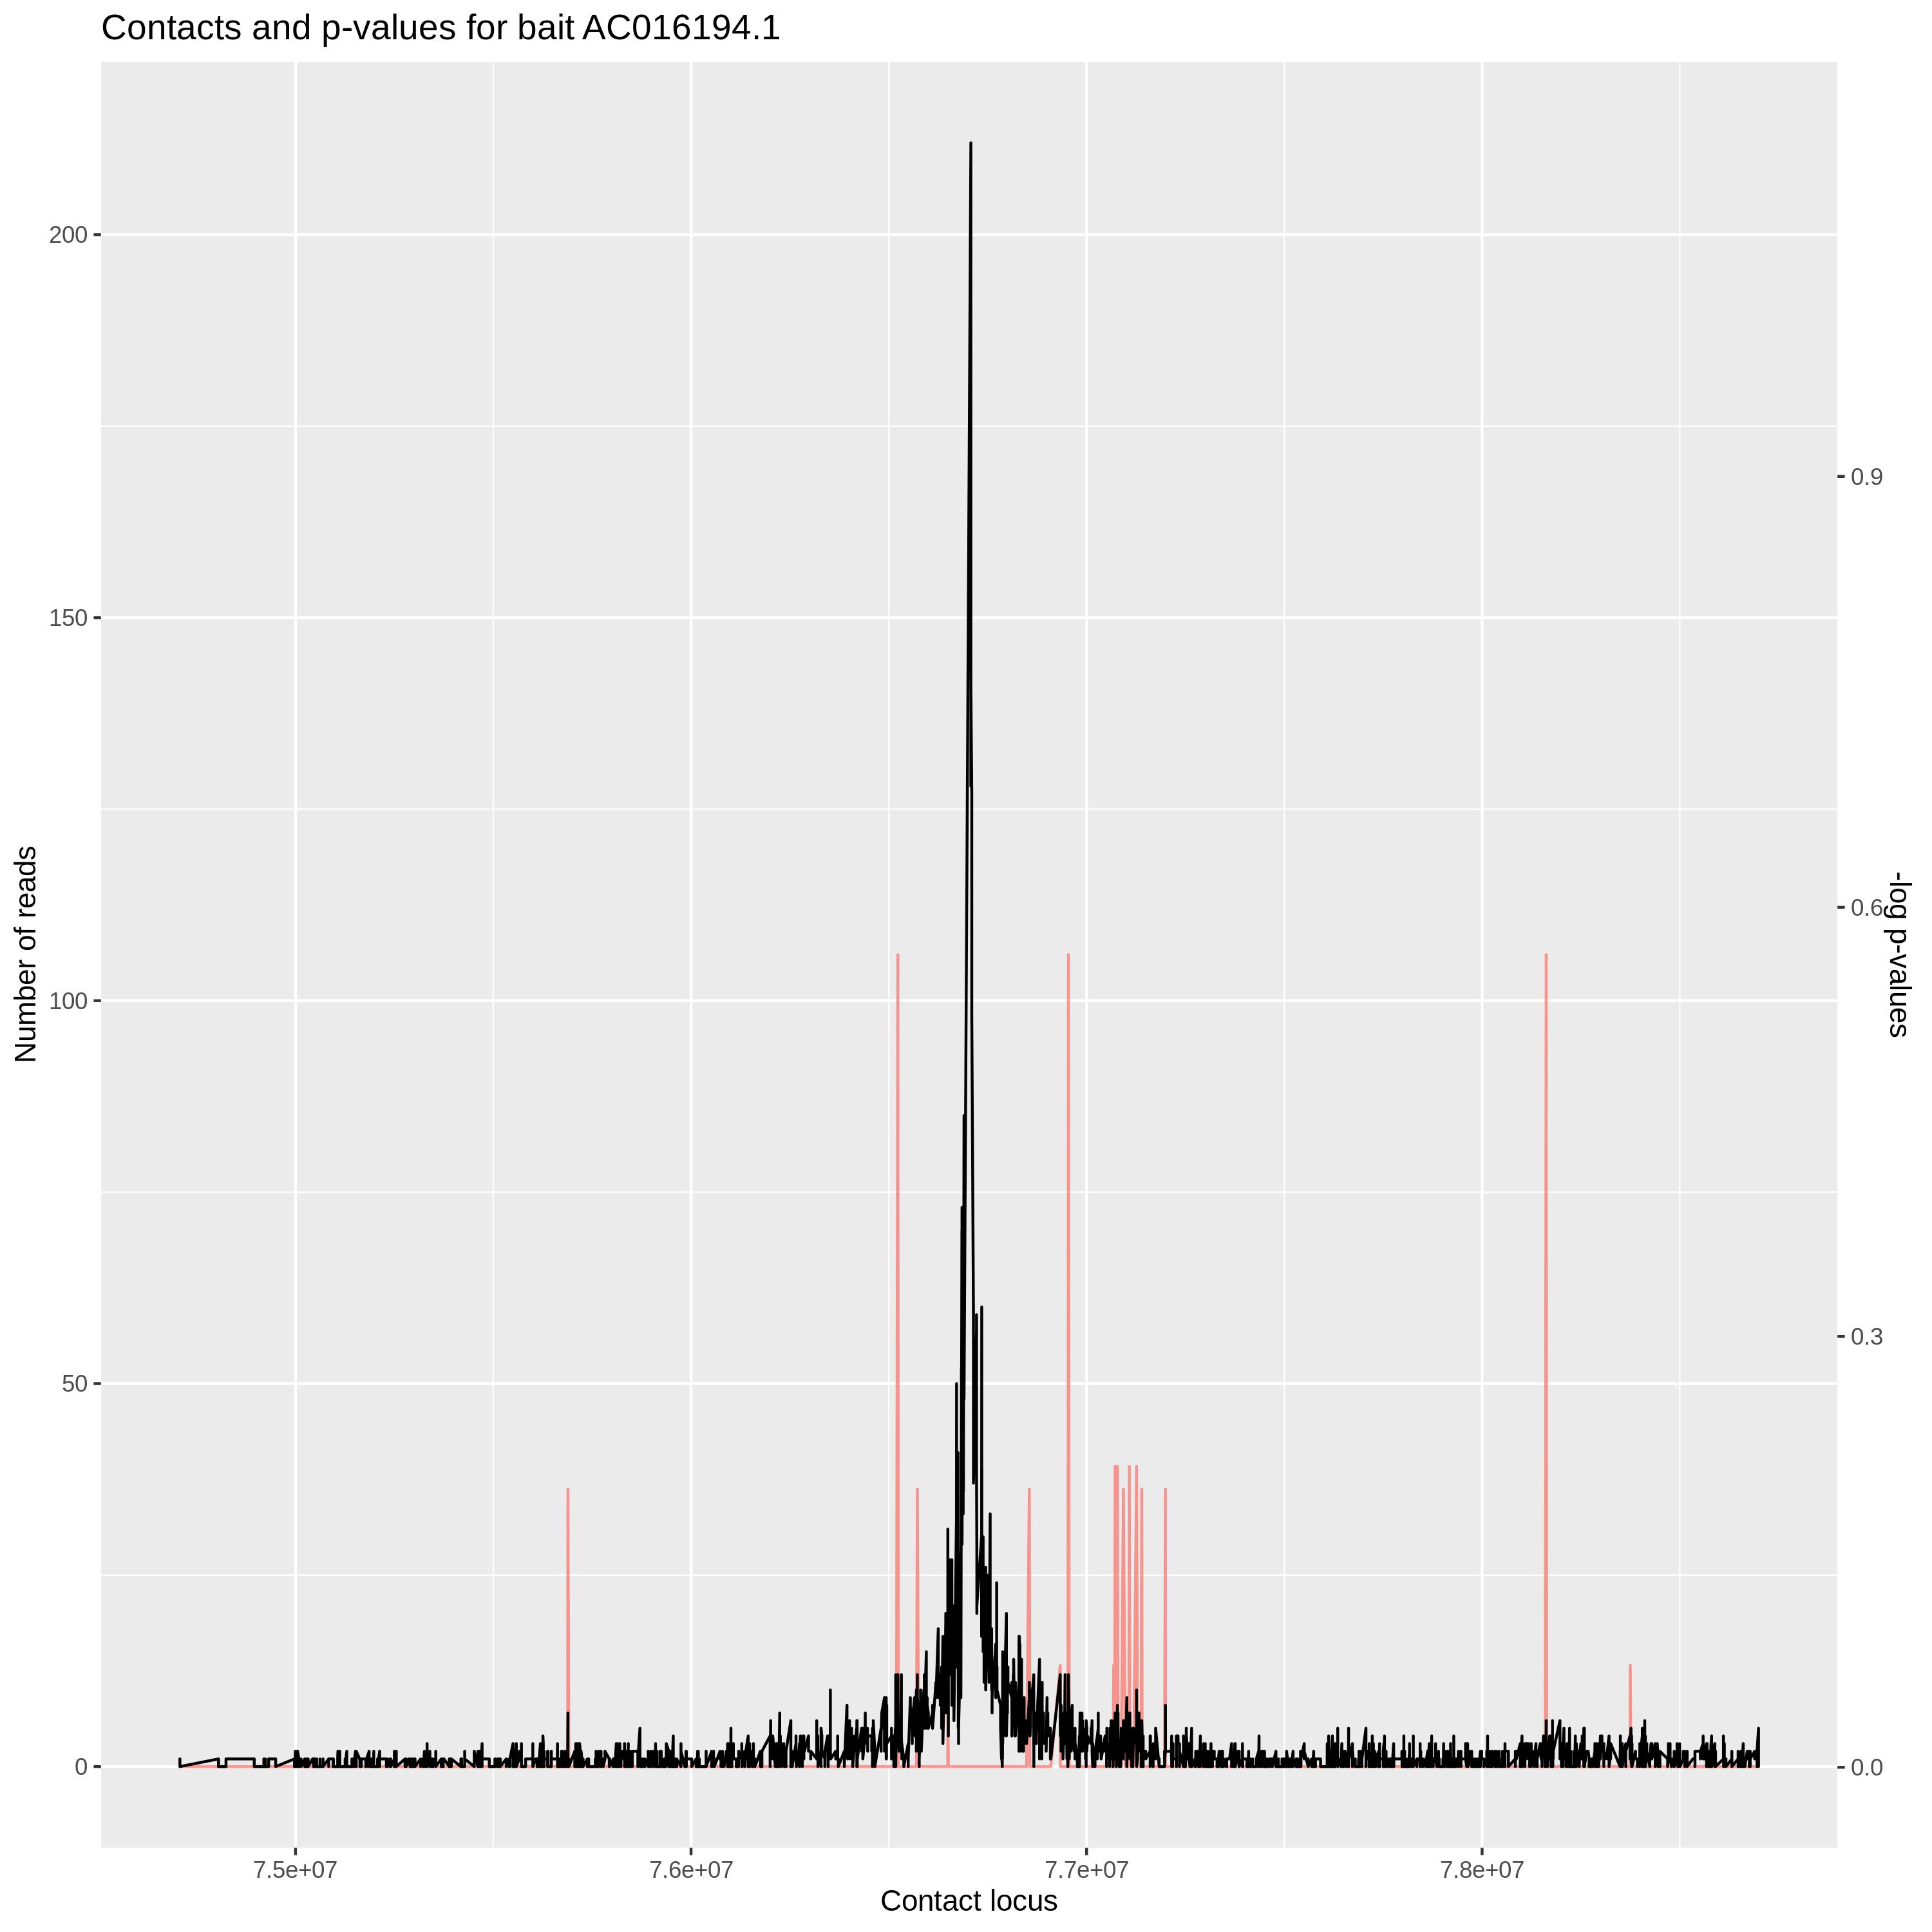 Contacts and p-values for bait AC016194.1
200
150
100
50
0
Number of reads
0.9
0.6
0.3
0.0
-log p-values
7.5e+07
7.6e+07
7.7e+07
7.8e+07
Contact locus